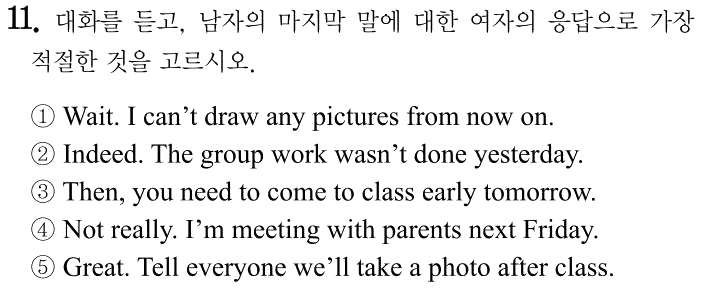 11. 대화를 듣고, 남자의 마지막 말에 대한 여자의 응답으로 가장
적절한 것을 고르시오.
① Wait. I can’t draw any pictures from now on.
② Indeed. The group work wasn’t done yesterday.
③ Then, you need to come to class early tomorrow.
④ Not really. I’m meeting with parents next Friday.
⑤ Great. Tell everyone we’ll take a photo after class.